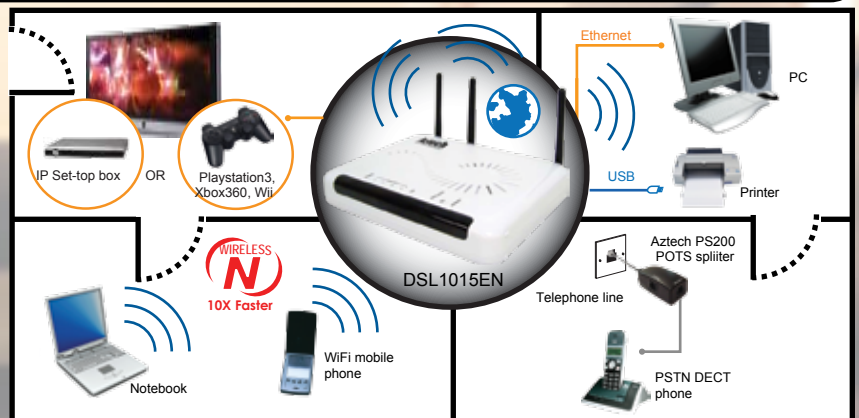 Ethernet
PC
IP Set-top box
OR
Playstation3,
Xbox360, Wii
USB
Printer
WIRELESS
N
10X Faster
DSL1015EN
Aztech PS200
POTS spliiter
Telephone line
Notebook
WiFi mobile
phone
PSTN DECT
phone